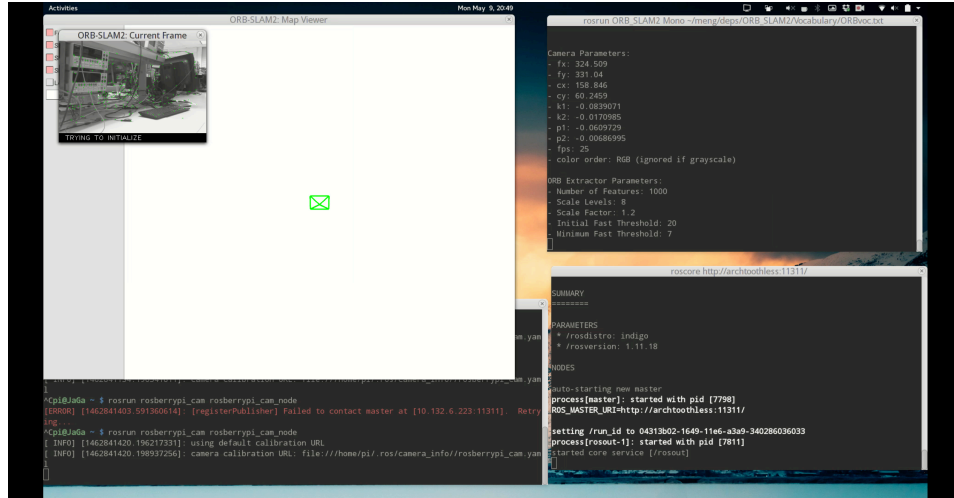 Activities
Mon May 9, 20:49
ORB-SLAM2: Map Viewer
ORB-SLAM2: Current Frame
TRYING TO INITIALIZE
rosrun ORB_SLAM2 Mono ~/meng/deps/ORB_SLAM2/Vocabulary/ORBvoc.txt
Camera Parameters:
- fx: 324.509
- fy: 331.04
- cx: 158.846
- cy: 60.2459
- k1: -0.0839071
- k2: -0.0170985
- p1: -0.0609729
- p2: -0.00686995
- fps: 25
- color order: RGB (ignored if grayscale)
ORB Extractor Parameters:
- Number of Features: 1000
- Scale Levels: 8
- Scale Factor: 1.2
- Initial Fast Threshold: 20
- Minimum Fast Threshold: 7
roscore http://archtoothless:11311/
SUMMARY
========
PARAMETERS
* /rosdistro: indigo
* /rosversion: 1.11.18
NODES
auto-starting new master
process[master]: started with pid [7798]
ROS_MASTER_URI=http://archtoothless:11311/
setting /run_id to 04313b02-1649-11e6-a3a9-340286036033
process[rosout-1]: started with pid [7811]
started core service [/rosout]
am.yam
^Cpi@JaGa ~ $ rosrun rosberrypi_cam rosberrypi_cam_node
[ERROR] [1462841403.591360614]: [registerPublisher] Failed to contact master at [10.132.6.223:11311]. Retry
ing...
^Cpi@JaGa ~ $ rosrun rosberrypi_cam rosberrypi_cam_node
[ INFO] [1462841420.196217331]: using default calibration URL
[ INFO] [1462841420.198937256]: camera calibration URL: file:///home/pi/.ros/camera_info//rosberrypi_cam.yam
l